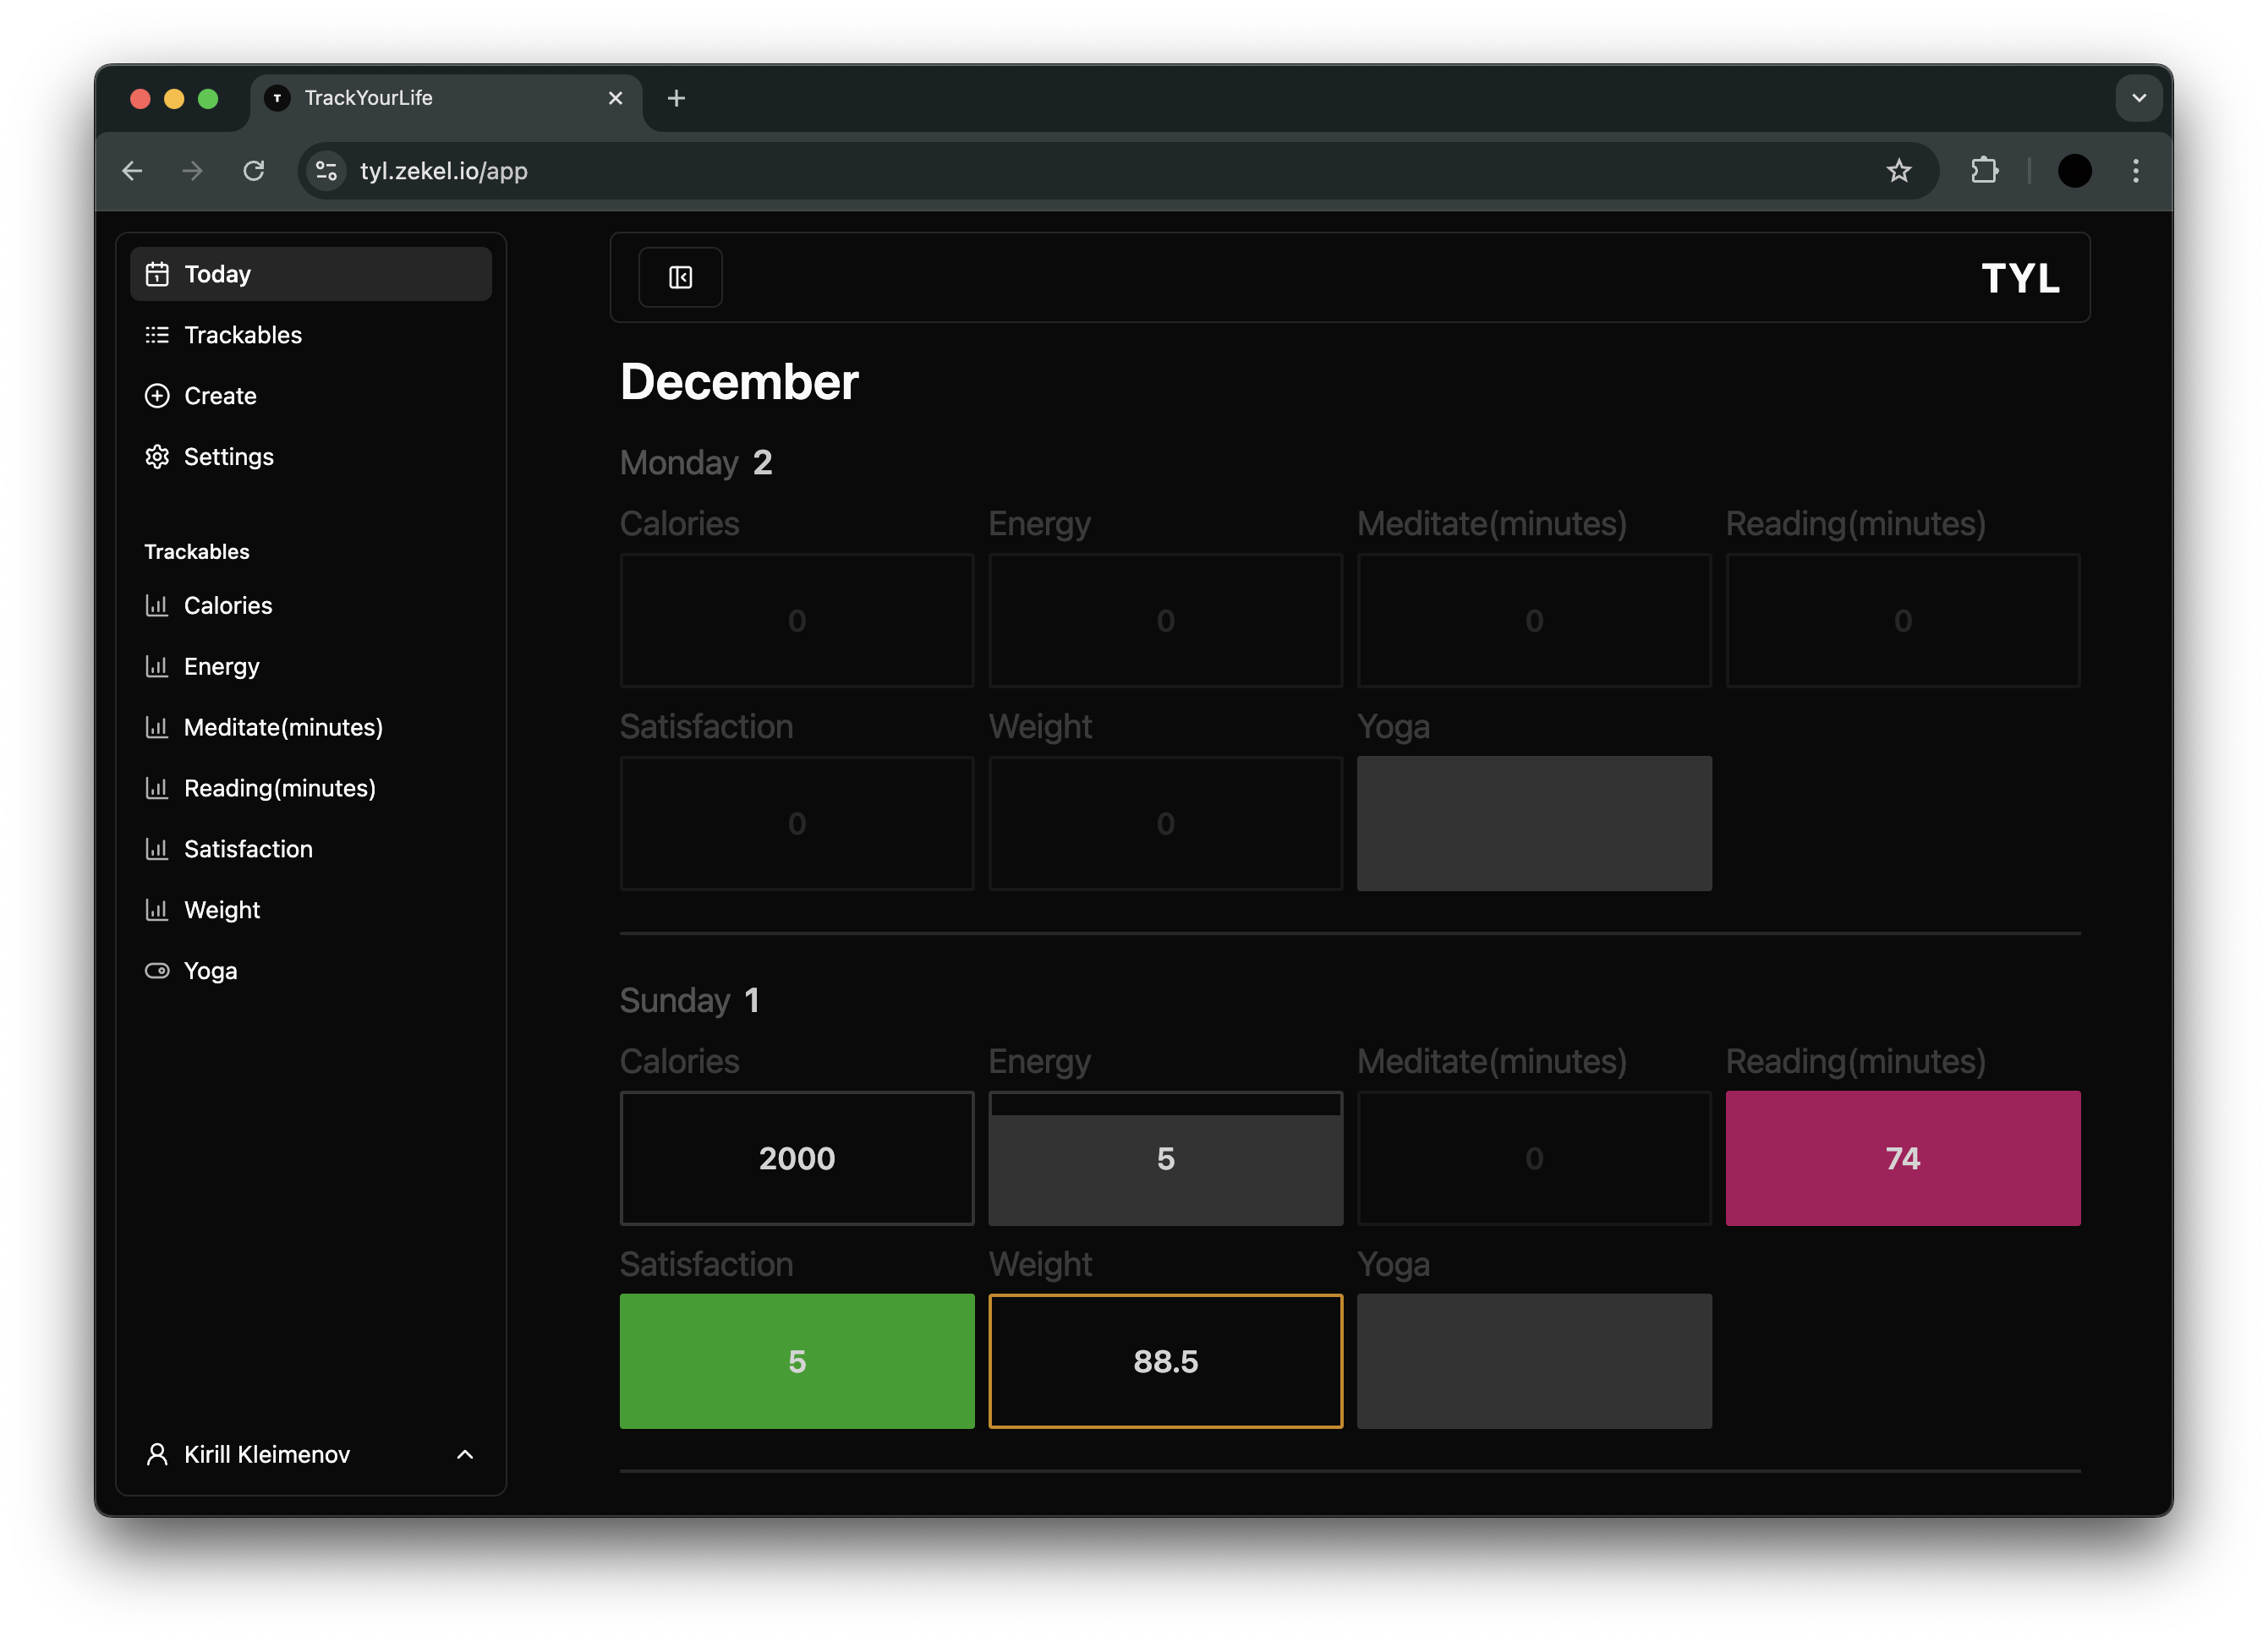 TrackYourLife
tyl.zekel.io/app
Today
Trackables
Create
Settings
Trackables
Calories
Energy
Meditate(minutes)
Reading(minutes)
Satisfaction
Weight
Yoga
Kirill Kleimenov
TYL
December
Monday 2
Calories Energy Meditate(minutes) Reading(minutes)
0 0 0 0
Satisfaction Weight Yoga
0 0
Sunday 1
Calories Energy Meditate(minutes) Reading(minutes)
2000 5 0 74
Satisfaction Weight Yoga
5 88.5